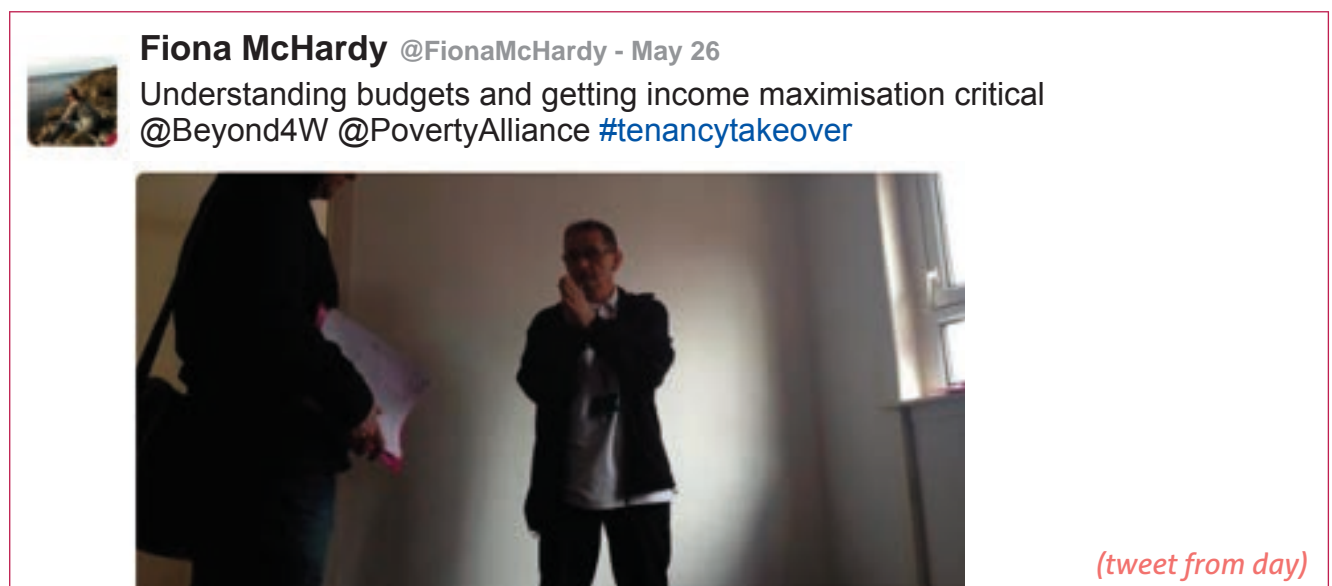 Fiona McHardy @FionaMcHardy - May 26
Understanding budgets and getting income maximisation critical
@Beyond4W @PovertyAlliance #tenancytakeover
(tweet from day)